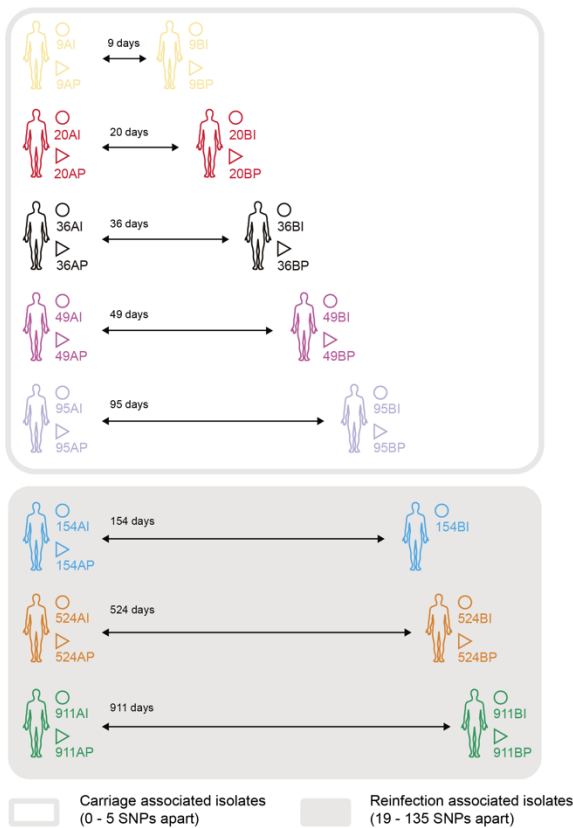 9AI
9 days
9BI
9AP
9BP
20AI
20 days
20BI
20AP
20BP
36AI
36 days
36BI
36AP
36BP
49AI
49 days
49BI
49AP
49BP
95AI
95 days
95BI
95AP
95BP
154AI
154 days
154BI
154AP
524AI
524 days
524BI
524AP
524BP
911AI
911 days
911BI
911AP
911BP
Carriage associated isolates
(0 - 5 SNPs apart)
Reinfection associated isolates
(19 - 135 SNPs apart)